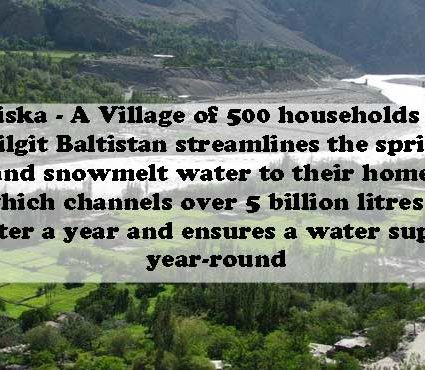 iska - A Village of 500 households
ilgit Baltistan streamlines the spri
and snowmelt water to their home
hich channels over 5 billion litres
ter a year and ensures a water sup
year-round